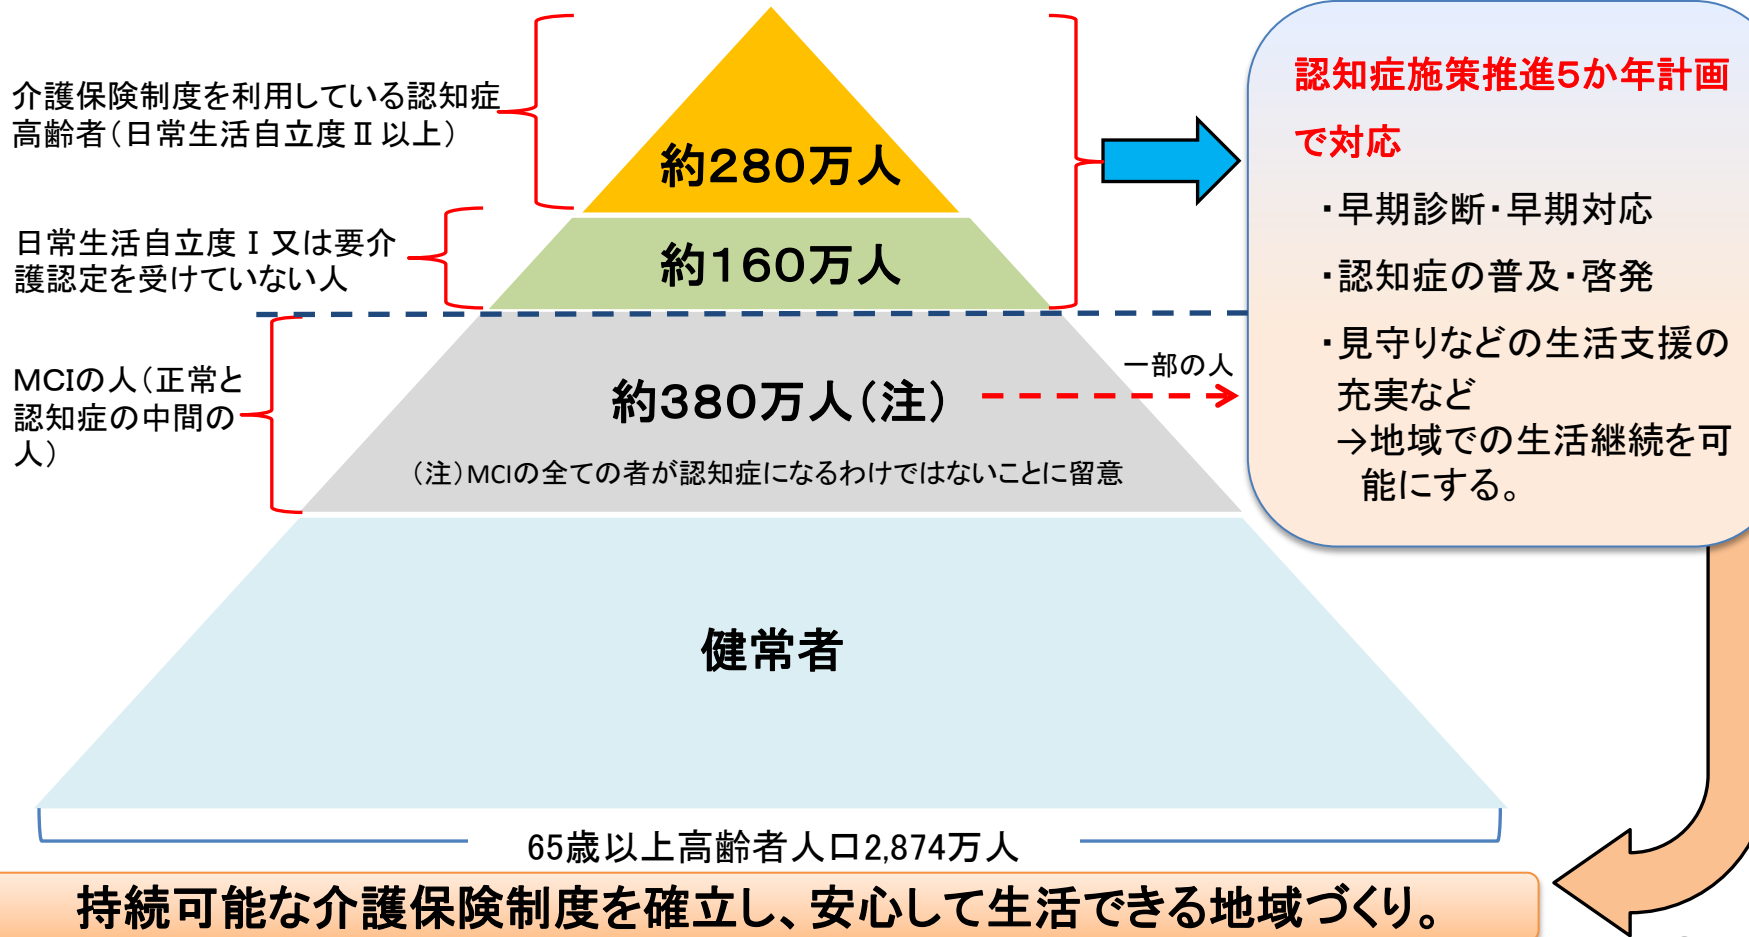 介護保険制度を利用している認知症
高齢者（日常生活自立度Ⅱ以上）
約280万人
日常生活自立度Ⅰ又は要介
護認定を受けていない人
約160万人
MCIの人（正常と
認知症の中間の
人）
約380万人（注）
（注）MCIの全ての者が認知症になるわけではないことに留意
一部の人
健常者
65歳以上高齢者人口2,874万人
認知症施策推進5か年計画
で対応
・早期診断・早期対応
・認知症の普及・啓発
・見守りなどの生活支援の
充実など
→地域での生活継続を可
能にする。
持続可能な介護保険制度を確立し、安心して生活できる地域づくり。